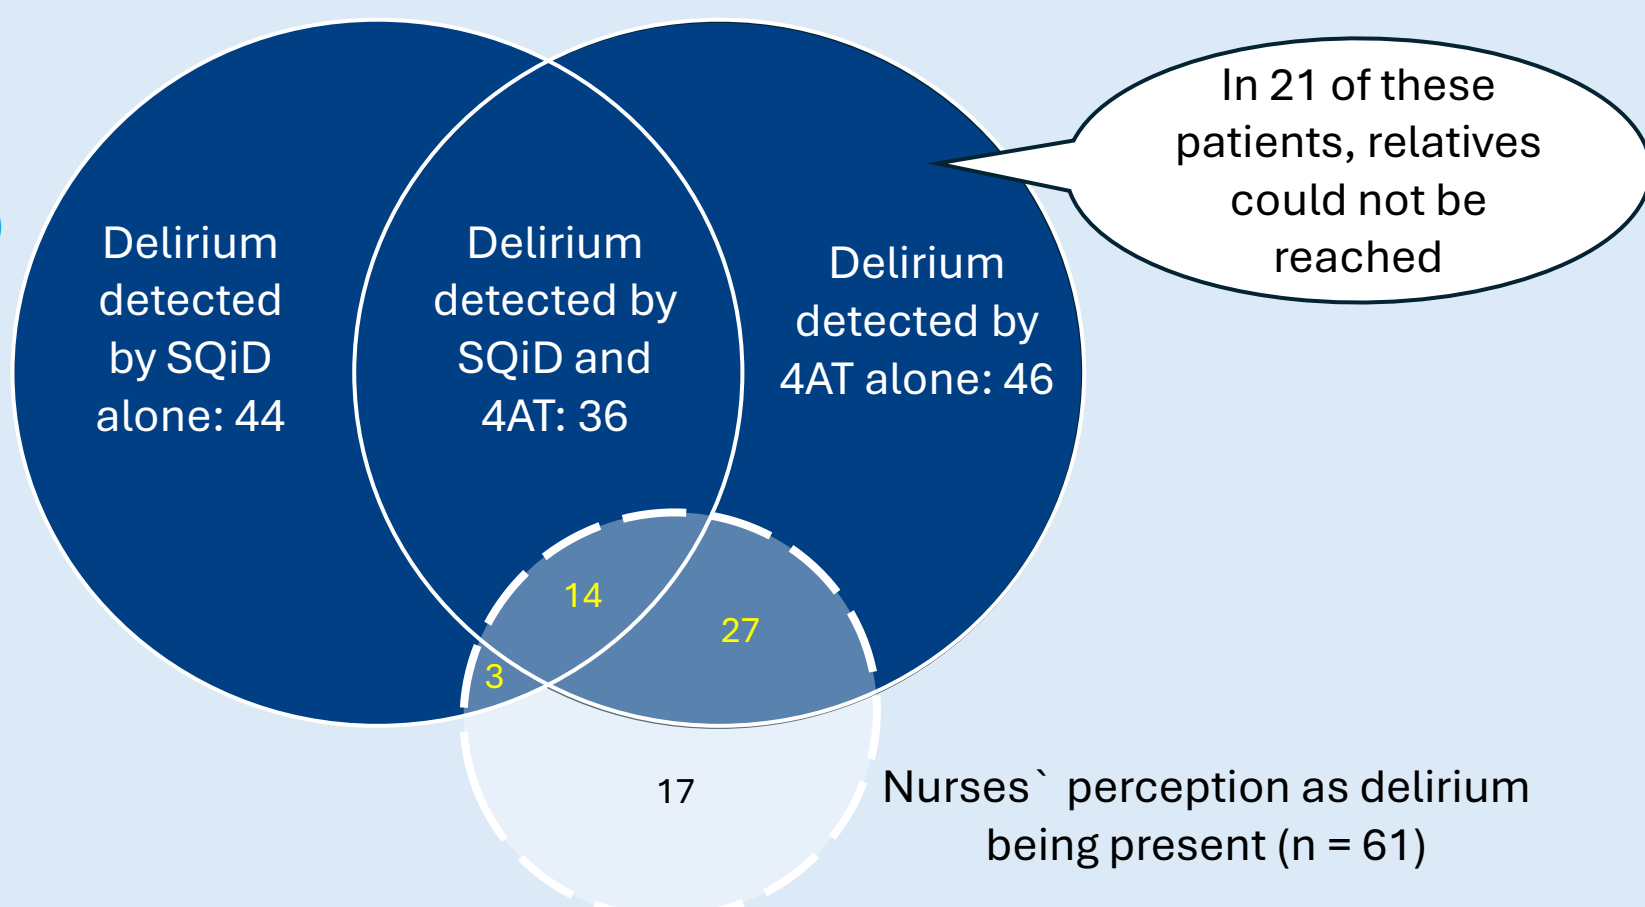 Delirium
detected
by SQiD
alone: 44
Delirium
detected by
SQiD and
4AT: 36
Delirium
detected by
4AT alone: 46
In 21 of these
patients, relatives
could not be
reached
14
27
3
17
Nurses` perception as delirium
being present (n = 61)